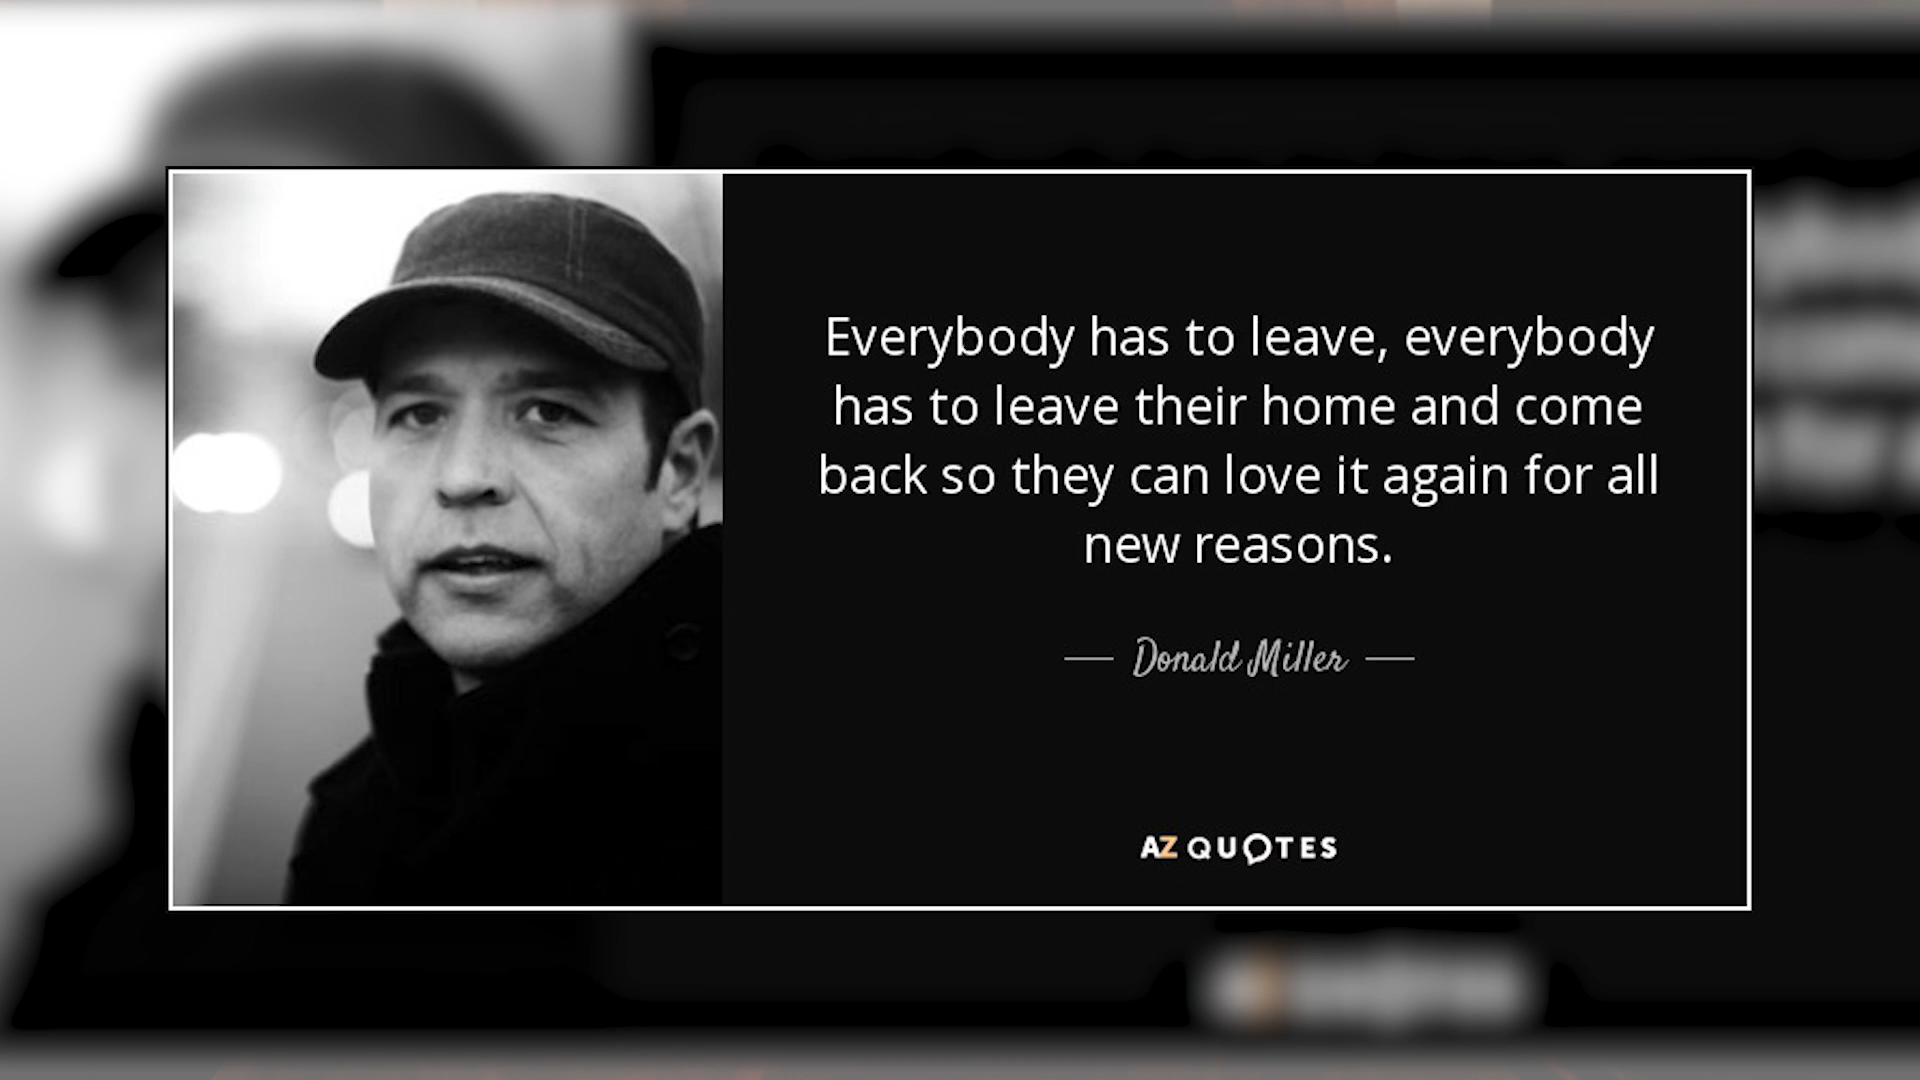 Everybody has to leave, everybody
has to leave their home and come
back so they can love it again for all
new reasons.
Donald Miller
AZ QUOTES